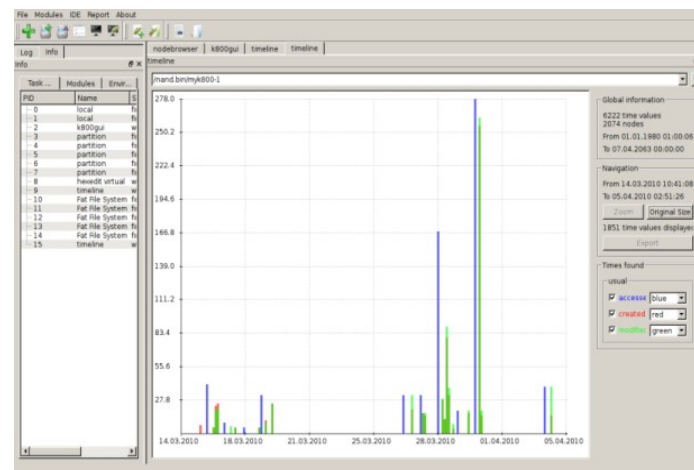 File Modules IDE Report About
Log Info
nodebrowser k800gui timeline timeline
Info
timeline
Task ... Modules Envir...
/nand.bin/myk800-1
PID Name S
0 local
1 local
2 k800gui w
3 partition
4 partition
5 partition
6 partition
7 partition
8 hexedit virtual w
9 timeline w
10 Fat File System
11 Fat File System
12 Fat File System
13 Fat File System
14 Fat File System
15 timeline w
278.0
250.2
222.4
194.6
166.8
139.0
111.2
83.4
55.6
27.8
14.03.2010 18.03.2010 21.03.2010 25.03.2010 28.03.2010 01.04.2010 05.04.2010
Global information
6222 time values
2074 nodes
From 01.01.1980 01:00:06
To 07.04.2063 00:00:00
Navigation
From 14.03.2010 10:41:08
To 05.04.2010 02:51:26
Zoom Original Size
1851 time values displayed
Export
Times found
usual
accesse blue
created red
modified green